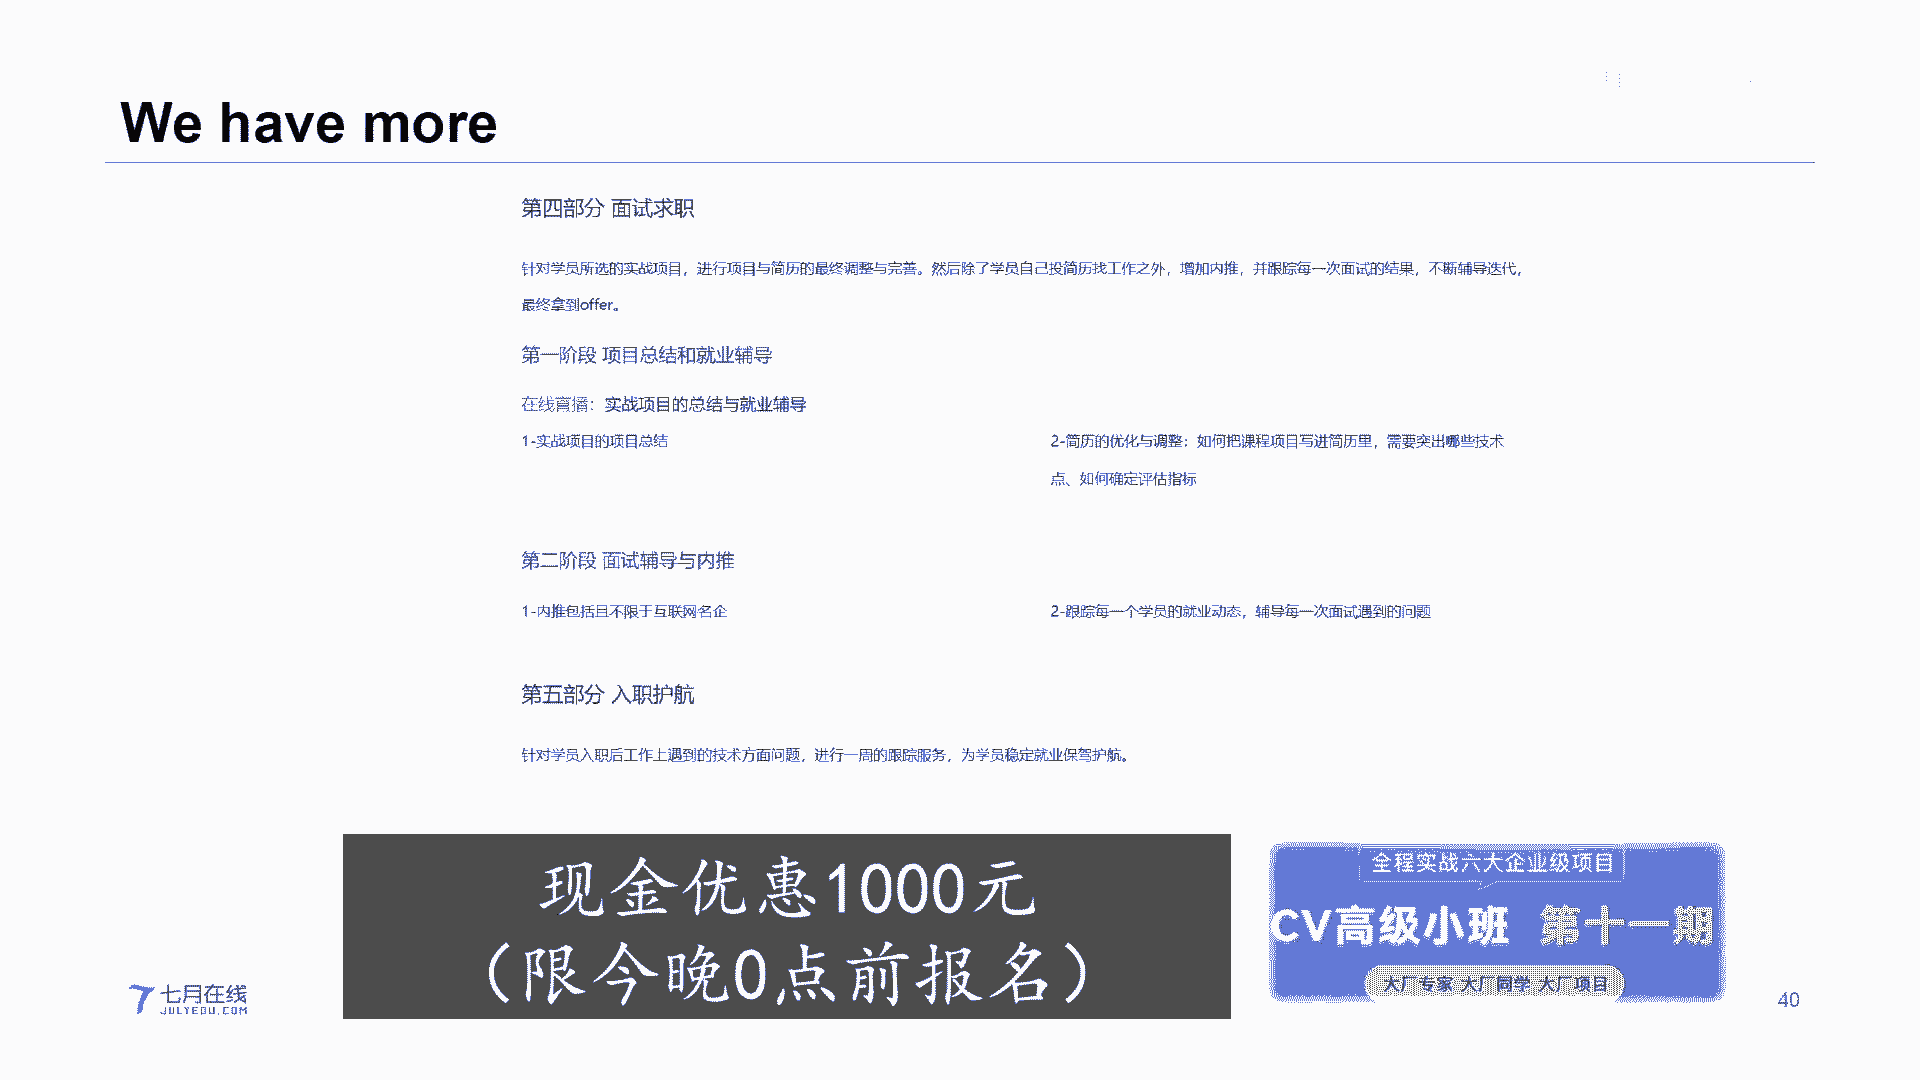 We have more
第四部分 面试求职
针对学员所选的实战项目，进行项目与简历的最终调整与完善。然后除了学员自己投简历找工作之外，增加内推，并跟踪每一次面试的结果，不断辅导迭代，
最终拿到offer。
第一阶段 项目总结和就业辅导
在线直播：实战项目的总结与就业辅导
1-实战项目的项目总结
2-简历的优化与调整：如何把课程项目写进简历里，需要突出哪些技术
点、如何确定评估指标
第二阶段 面试辅导与内推
1-内推包括且不限于互联网名企
2-跟踪每一个学员的就业动态，辅导每一次面试遇到的问题
第五部分 入职护航
针对学员入职后工作上遇到的技术方面问题，进行一周的跟踪服务，为学员稳定就业保驾护航。
现金优惠1000元
（限今晚0点前报名）
全程实战六大企业级项目
CV高级小班 第十一期
大厂专家 大厂同学 大厂项目
七月在线
JULYEDU.COM
40